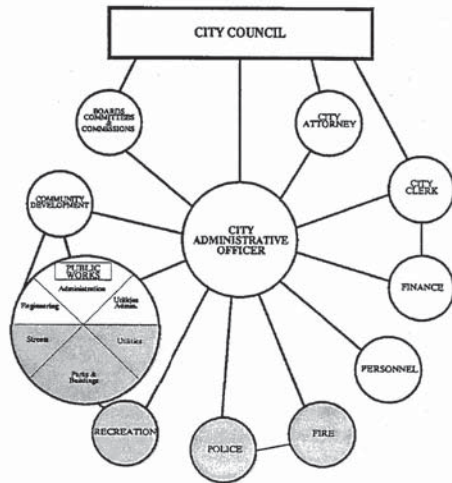 CITY COUNCIL
BOARDS,
COMMITTEES
&
COMMISSIONS
CITY
ATTORNEY
COMMUNITY
DEVELOPMENT
CITY
CLERK
CITY
ADMINISTRATIVE
OFFICER
PUBLIC
WORKS
Administration
Engineering
Utilities
Admin.
FINANCE
Streets
Utilities
Parks &
Buildings
PERSONNEL
RECREATION
POLICE
FIRE